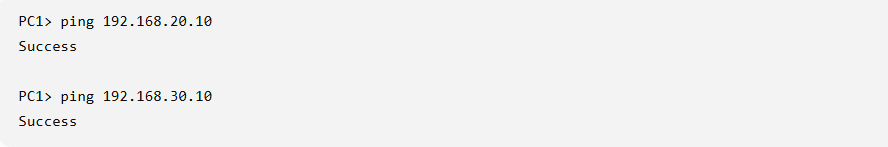 PC1> ping 192.168.20.10
Success
PC1> ping 192.168.30.10
Success